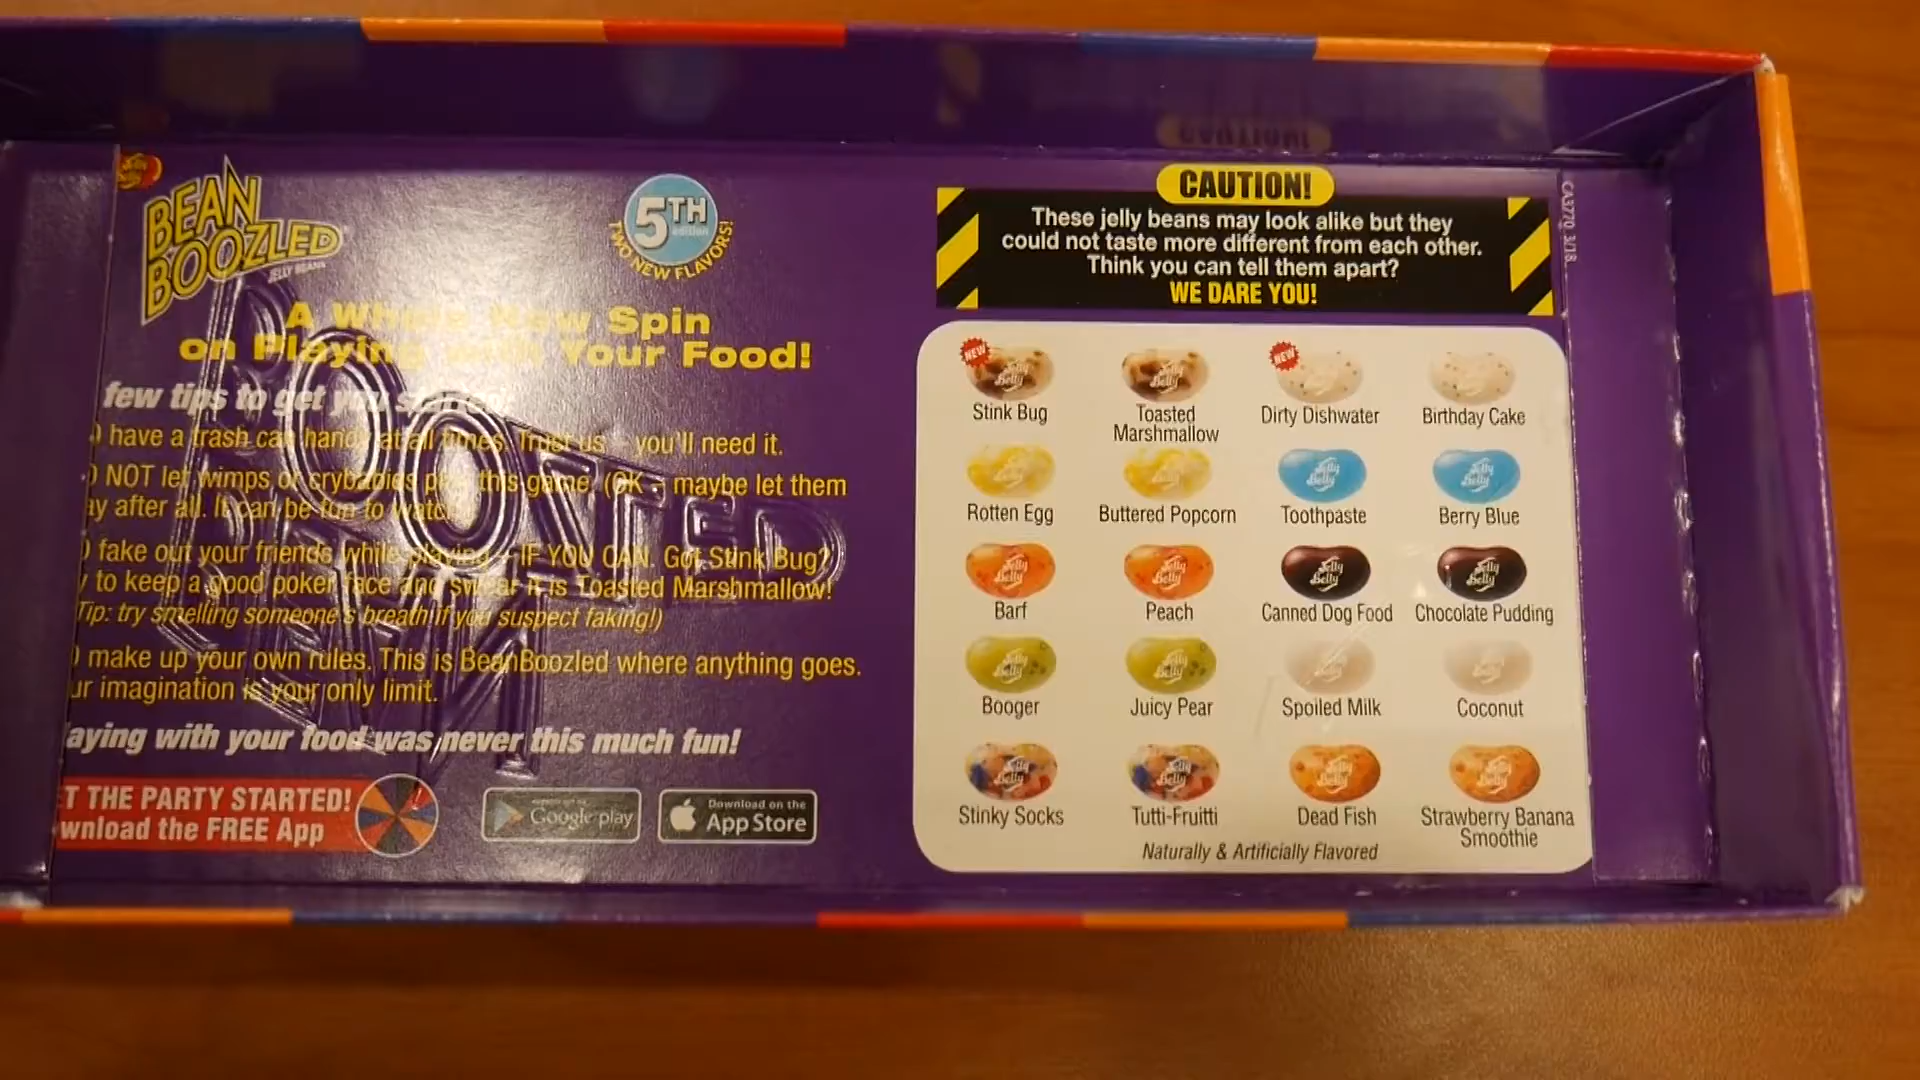 BEAN
BOOZLED
JELLY BEANS
5TH
edition
TWO NEW FLAVORS!
A Whole New Spin
on Playing with Your Food!
few tips to get you started
have a trash can handy at all times. Trust us – you'll need it.
NOT let wimps or crybabies play this game. (OK – maybe let them
ay after all. It can be fun to watch
fake out your friends while playing – IF YOU CAN. Got Stink Bug?
y to keep a good poker face and swear it is Toasted Marshmallow!
Tip: try smelling someone's breath if you suspect faking!)
make up your own rules. This is BeanBoozled where anything goes.
ur imagination is your only limit.
aying with your food was never this much fun!
T THE PARTY STARTED!
wnload the FREE App
Google play
Download on the
App Store
CAUTION!
These jelly beans may look alike but they
could not taste more different from each other.
Think you can tell them apart?
WE DARE YOU!
CA3770 3/18
NEW
NEW
Stink Bug
Toasted
Marshmallow
Dirty Dishwater
Birthday Cake
Rotten Egg
Buttered Popcorn
Toothpaste
Berry Blue
Barf
Peach
Canned Dog Food
Chocolate Pudding
Booger
Juicy Pear
Spoiled Milk
Coconut
Stinky Socks
Tutti-Fruitti
Dead Fish
Strawberry Banana
Smoothie
Naturally & Artificially Flavored